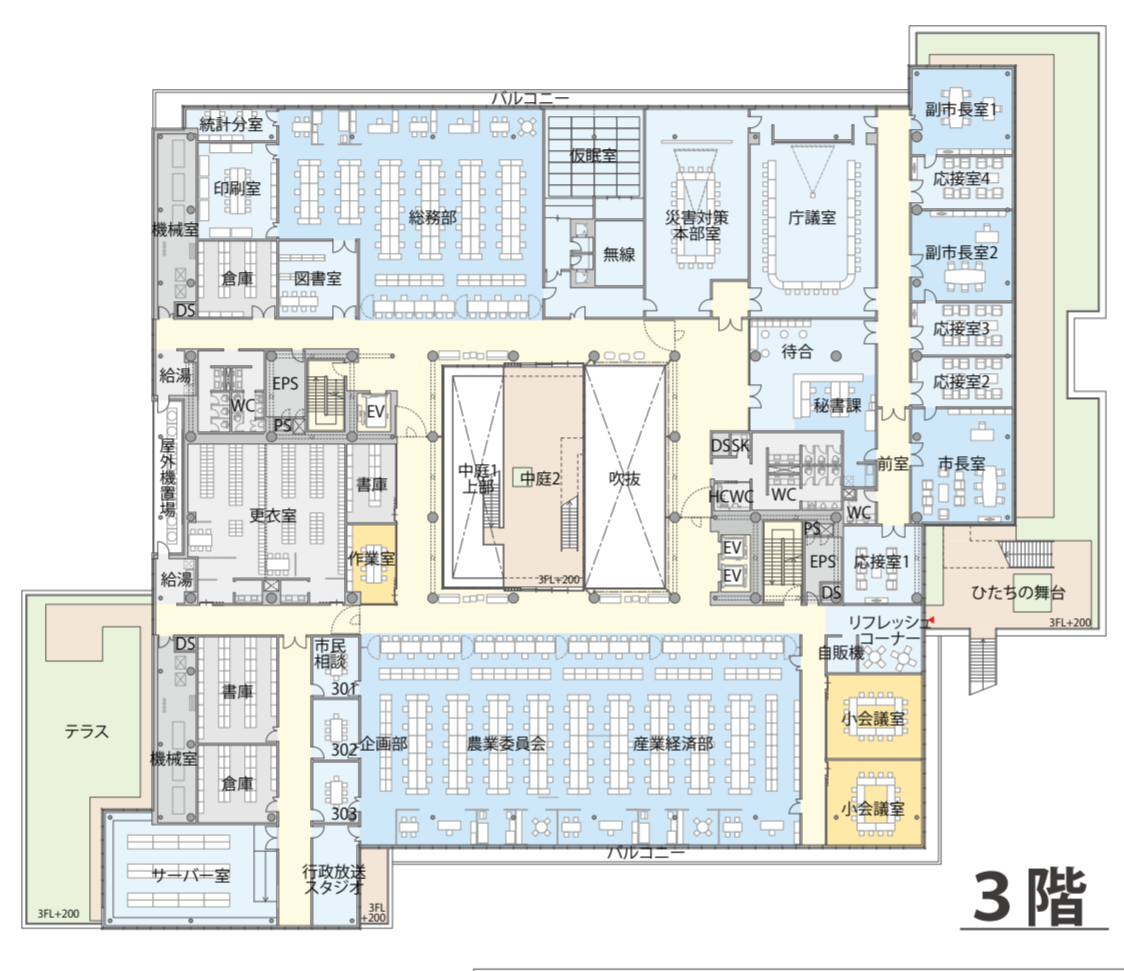 バルコニー
統計分室
副市長室1
印刷室
総務部
仮眠室
災害対策
本部室
庁議室
応接室4
機械室
無線
副市長室2
倉庫
図書室
DS
応接室3
待合
給湯
EPS
WC
PS
EV
応接室2
秘書課
屋外機置場
書庫
更衣室
作業室
中庭1
上部
中庭2
吹抜
3FL+200
DS
SK
HCWC
WC
前室
市長室
WC
PS
EV
EV
EPS
DS
応接室1
給湯
ひたちの舞台
3FL+200
リフレッシュ
コーナー
自販機
DS
市民
相談
301
書庫
302
企画部
農業委員会
産業経済部
小会議室
テラス
機械室
倉庫
303
小会議室
サーバー室
行政放送
スタジオ
バルコニー
3FL+200
3FL
+200
3階